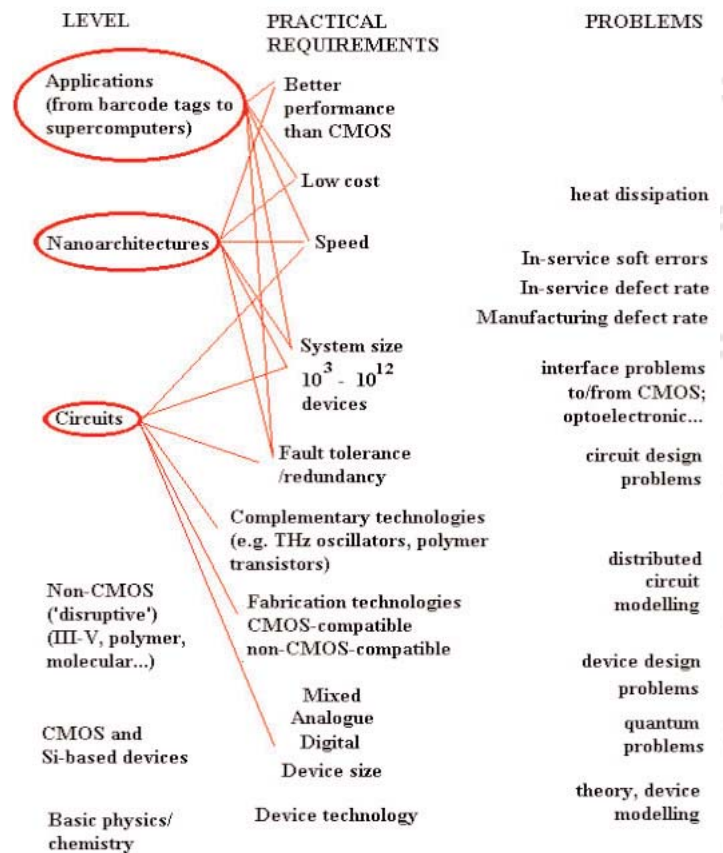 LEVEL
PRACTICAL
REQUIREMENTS
PROBLEMS
Applications
(from barcode tags to
supercomputers)
Nanoarchitectures
Circuits
Non-CMOS
('disruptive')
(III-V, polymer,
molecular...)
CMOS and
Si-based devices
Basic physics/
chemistry
Better
performance
than CMOS
Low cost
Speed
System size
10³ - 10¹²
devices
Fault tolerance
/redundancy
Complementary technologies
(e.g. THz oscillators, polymer
transistors)
Fabrication technologies
CMOS-compatible
non-CMOS-compatible
Mixed
Analogue
Digital
Device size
Device technology
heat dissipation
In-service soft errors
In-service defect rate
Manufacturing defect rate
interface problems
to/from CMOS;
optoelectronic...
circuit design
problems
distributed
circuit
modelling
device design
problems
quantum
problems
theory, device
modelling